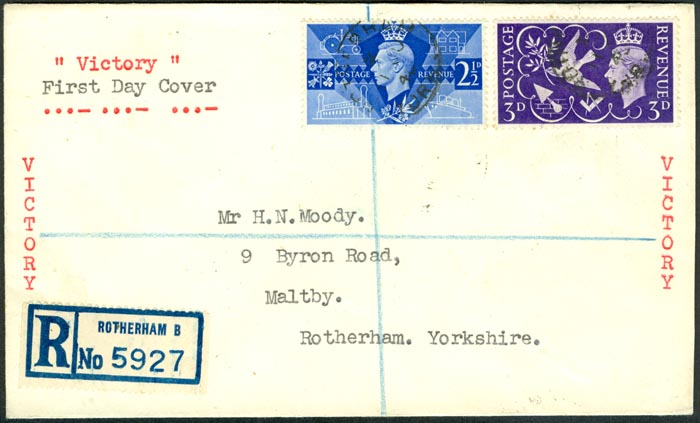 " Victory "
First Day Cover
...— ...— ...—
POSTAGE REVENUE 2½D
POSTAGE REVENUE
3D 3D
VICTORY
VICTORY
Mr H.N.Moody.
9 Byron Road,
Maltby.
Rotherham. Yorkshire.
R ROTHERHAM B
No 5927